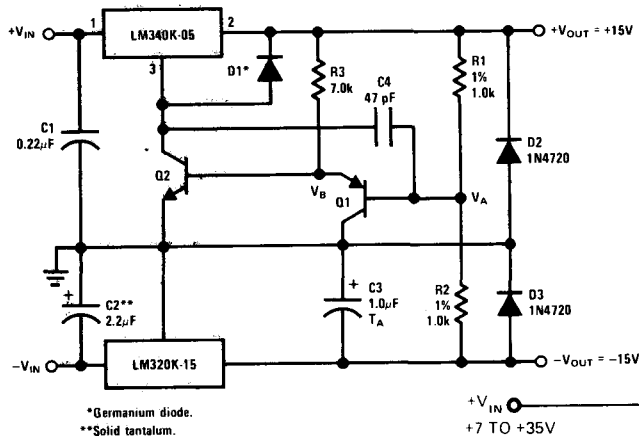 +VIN
1
LM340K-05
2
+VOUT = +15V
3
D1*
R3
7.0k
C4
47 pF
R1
1%
1.0k
C1
0.22μF
Q2
VB
Q1
VA
D2
1N4720
+
C2**
2.2μF
+
C3
1.0μF
TA
R2
1%
1.0k
D3
1N4720
−VIN
LM320K-15
−VOUT = −15V
*Germanium diode.
**Solid tantalum.
+VIN
+7 TO +35V